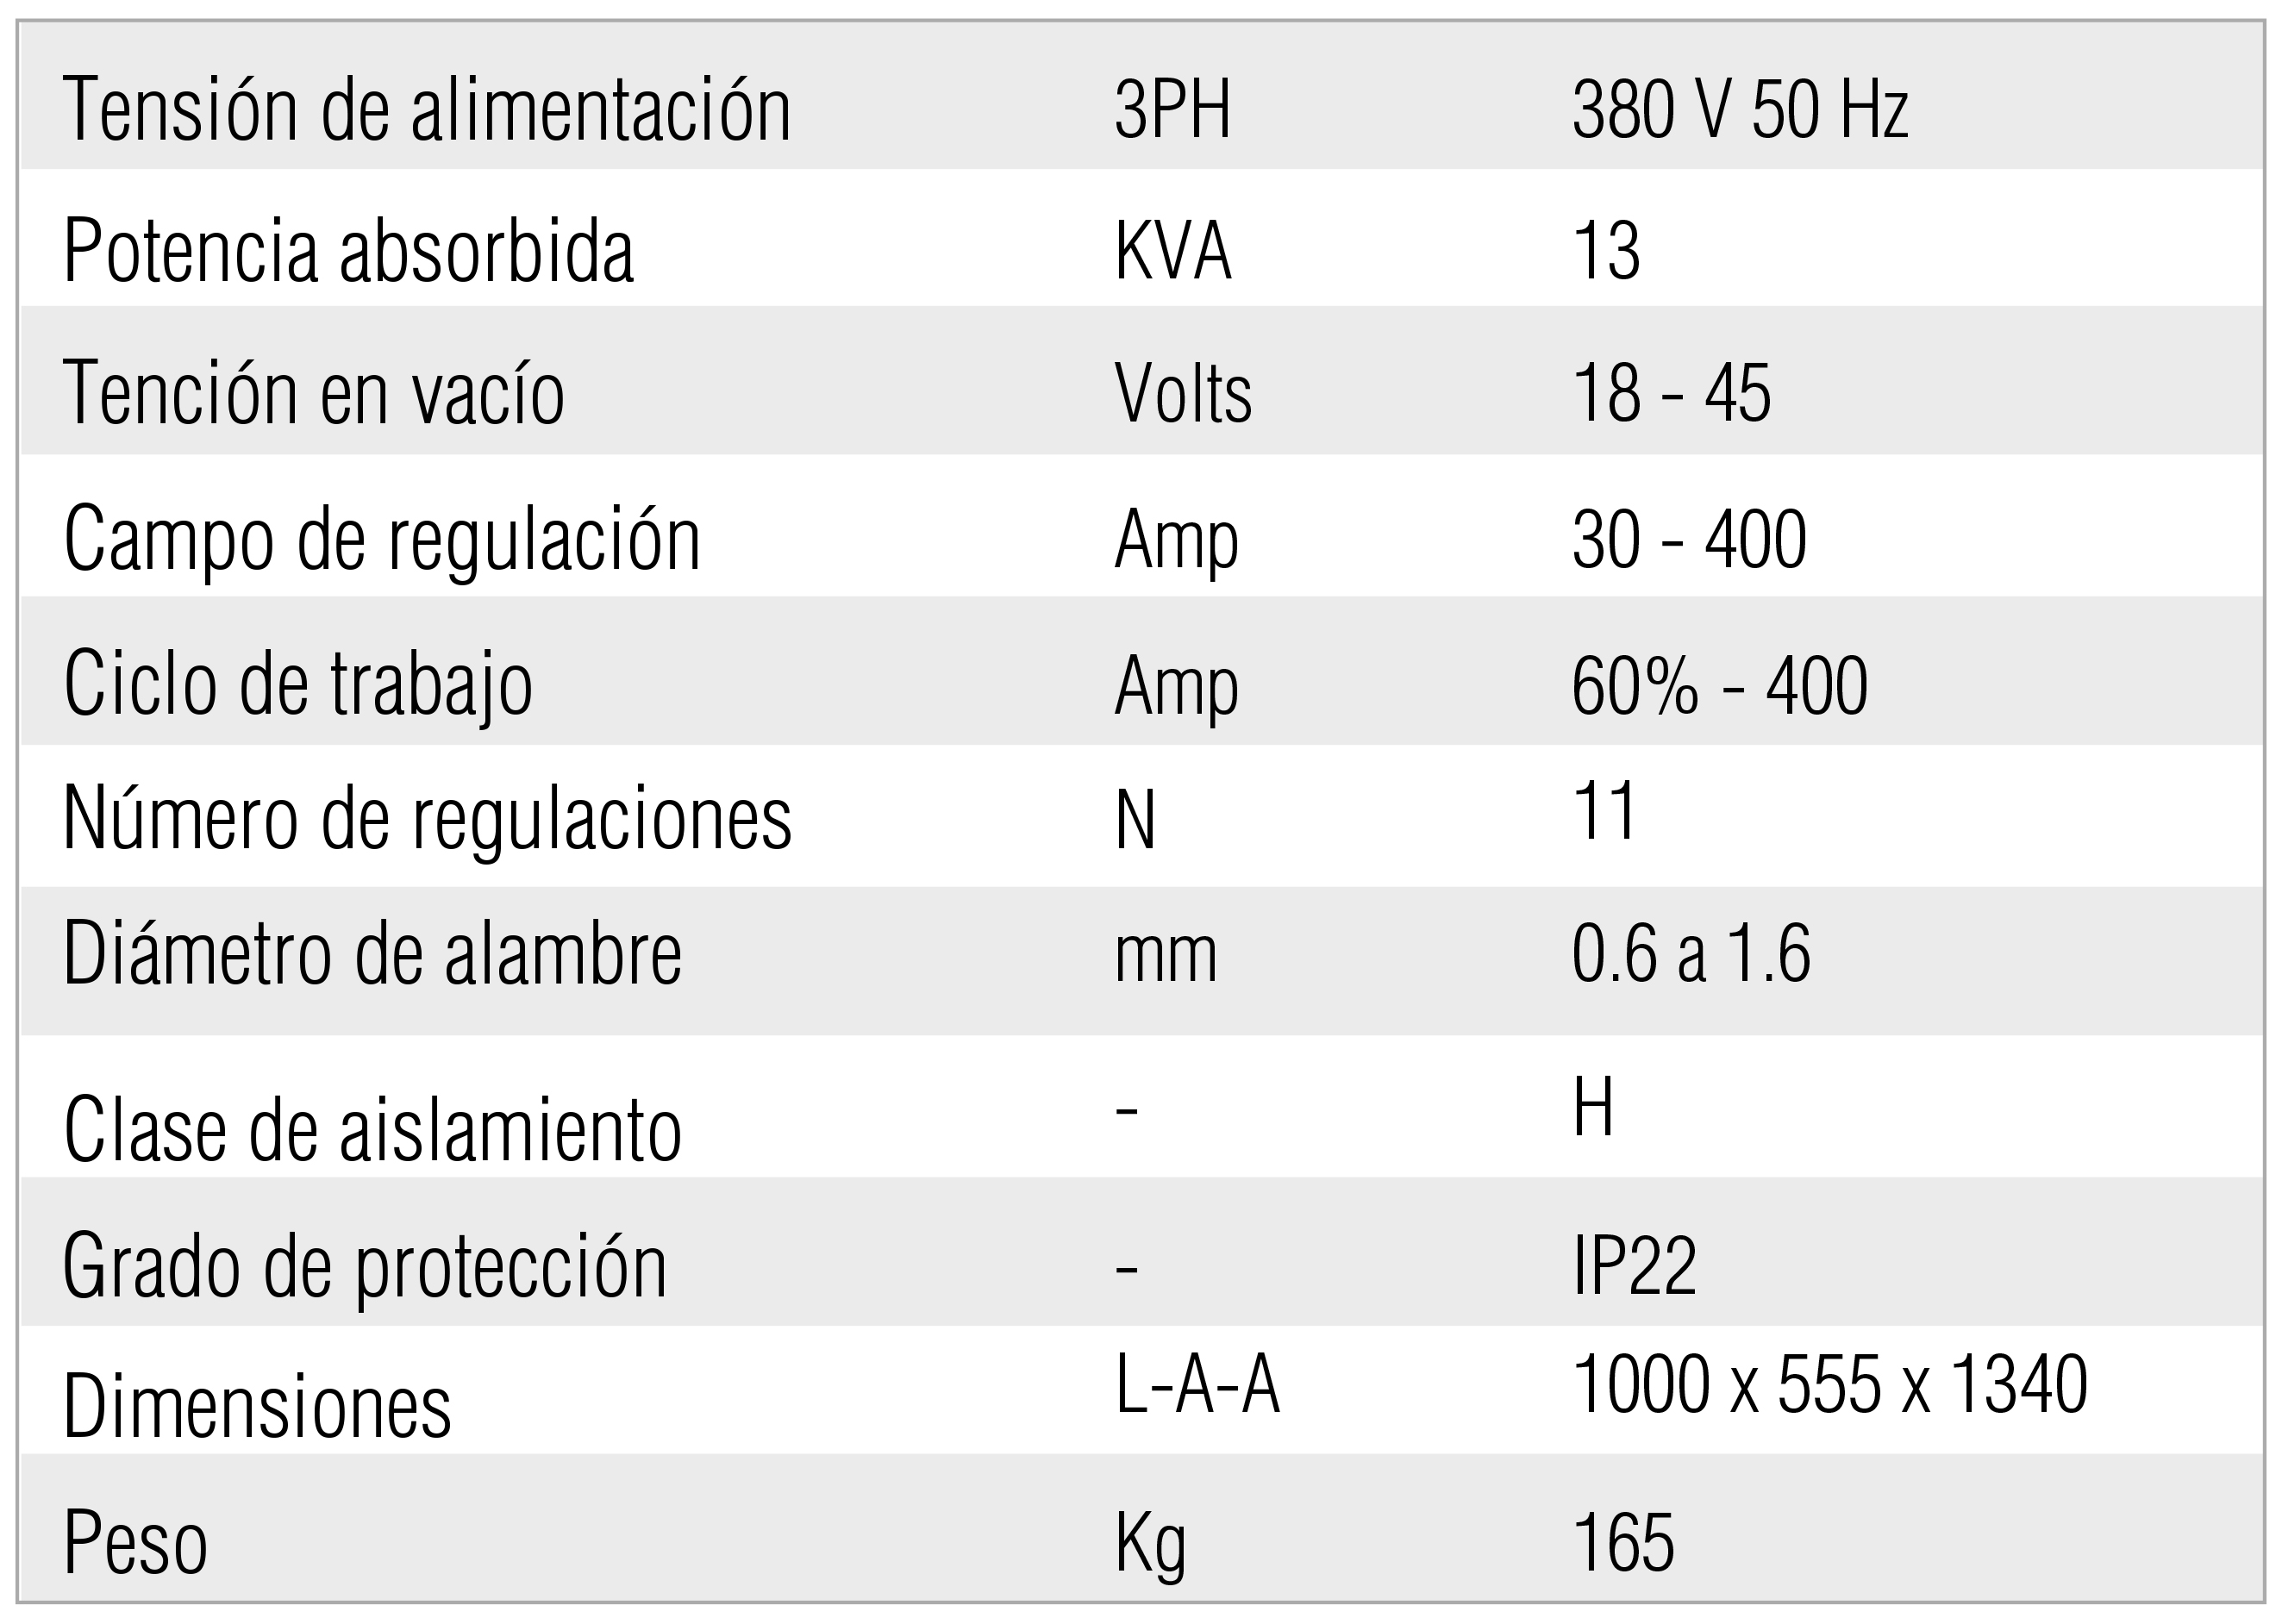 Tensión de alimentación 3PH 380 V 50 Hz
Potencia absorbida KVA 13
Tención en vacío Volts 18 - 45
Campo de regulación Amp 30 - 400
Ciclo de trabajo Amp 60% - 400
Número de regulaciones N 11
Diámetro de alambre mm 0.6 a 1.6
Clase de aislamiento - H
Grado de protección - IP22
Dimensiones L-A-A 1000 x 555 x 1340
Peso Kg 165